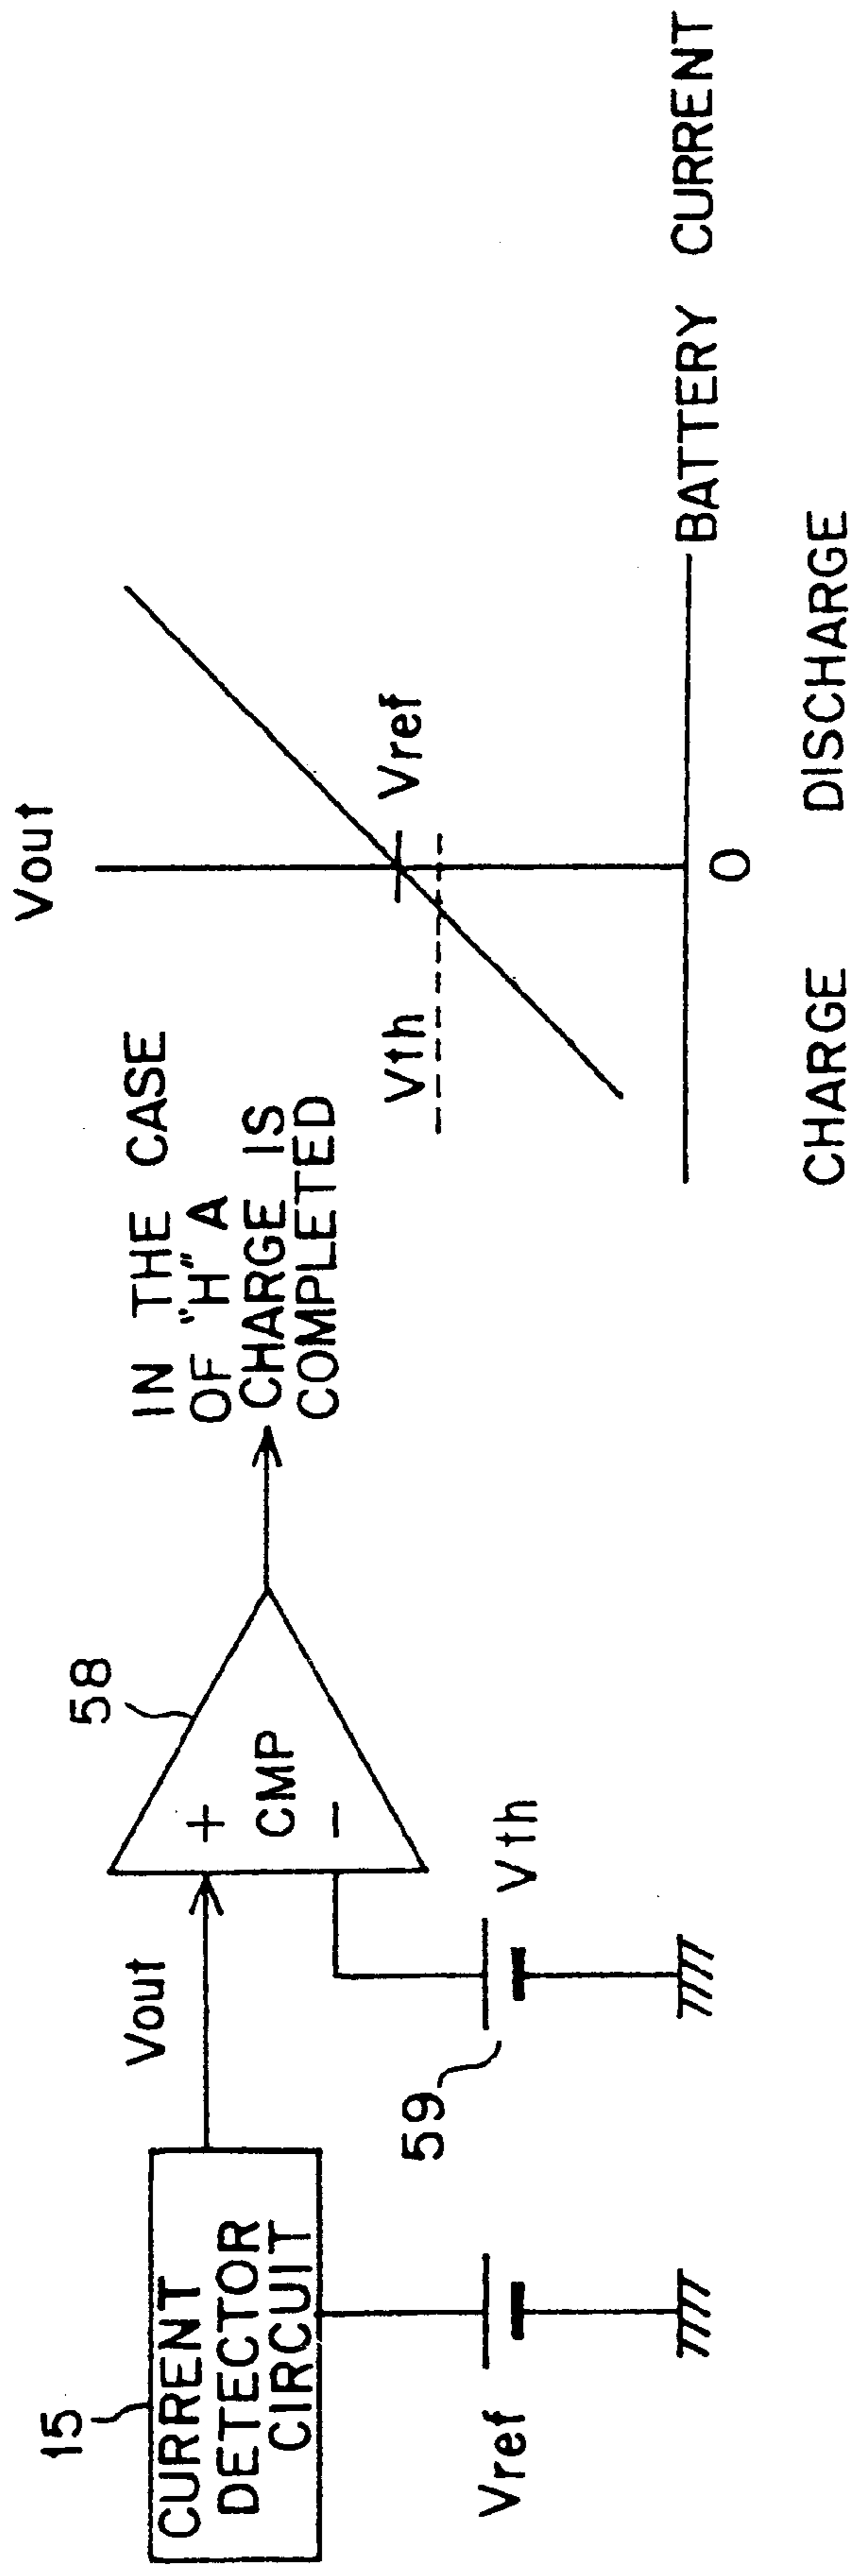 15
CURRENT
DETECTOR
CIRCUIT
Vref
Vout
59
Vth
58
+
CMP
−
IN THE CASE
OF "H" A
CHARGE IS
COMPLETED
Vout
Vth
Vref
0
BATTERY CURRENT
CHARGE DISCHARGE